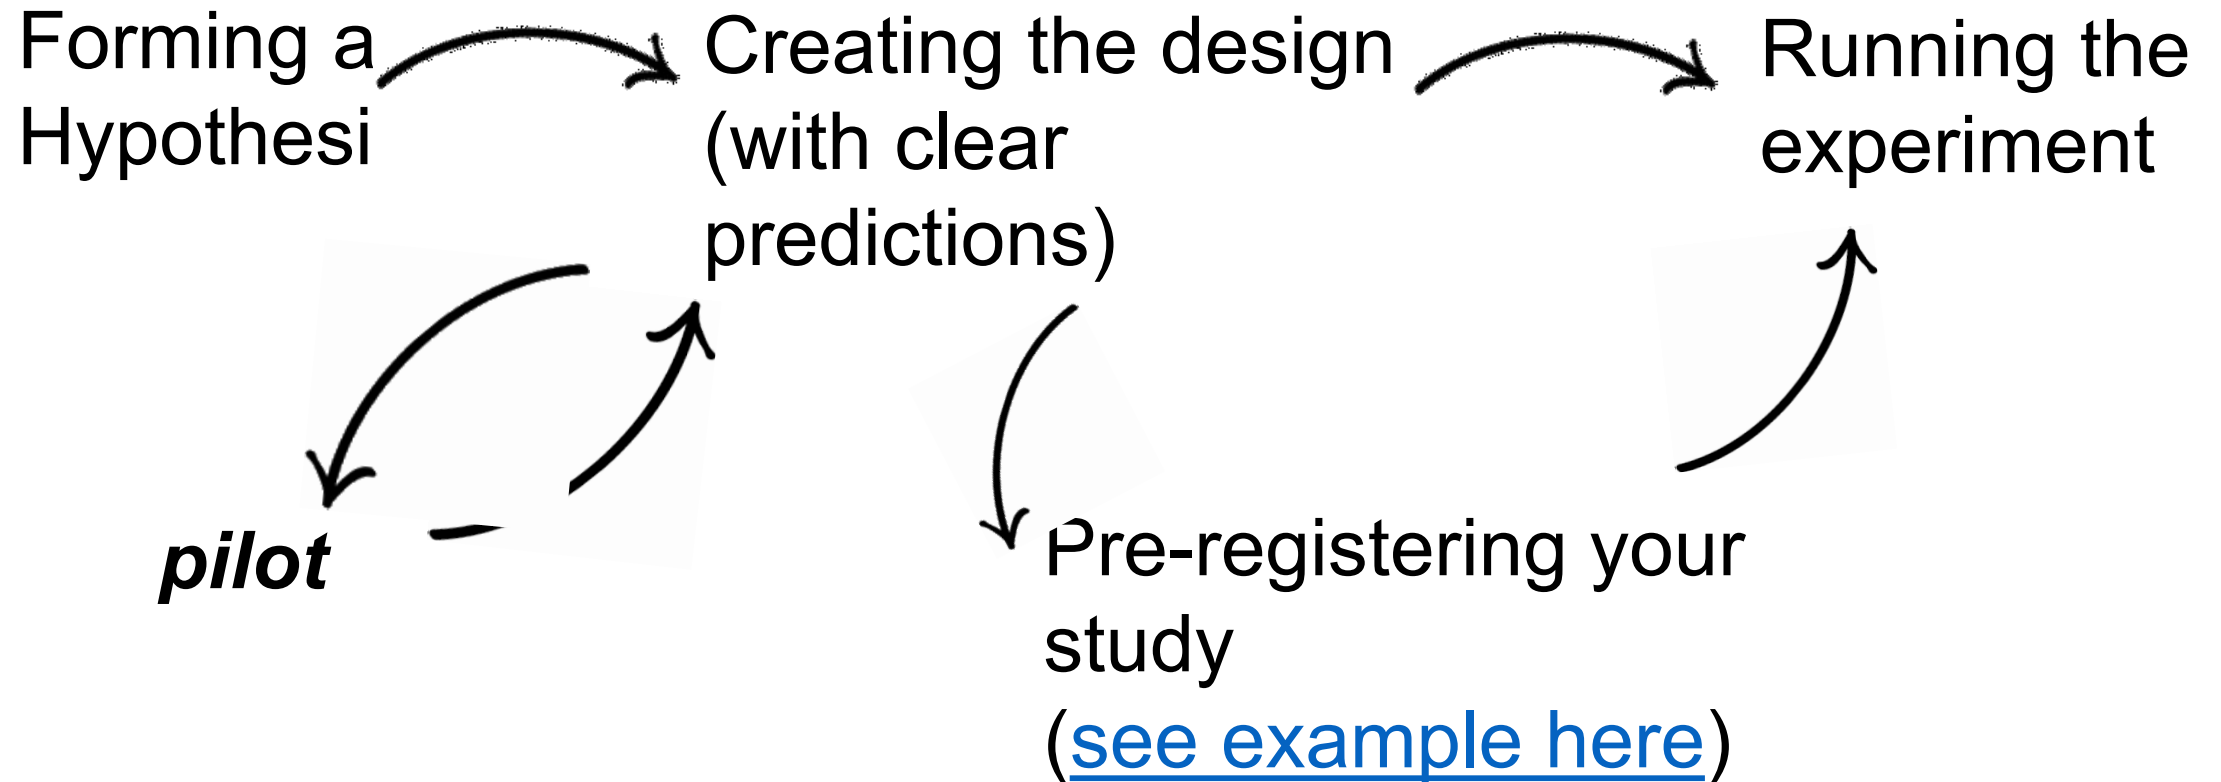 Forming a
Hypothesi
Creating the design
(with clear
predictions)
Running the
experiment
pilot
Pre-registering your
study
(see example here)